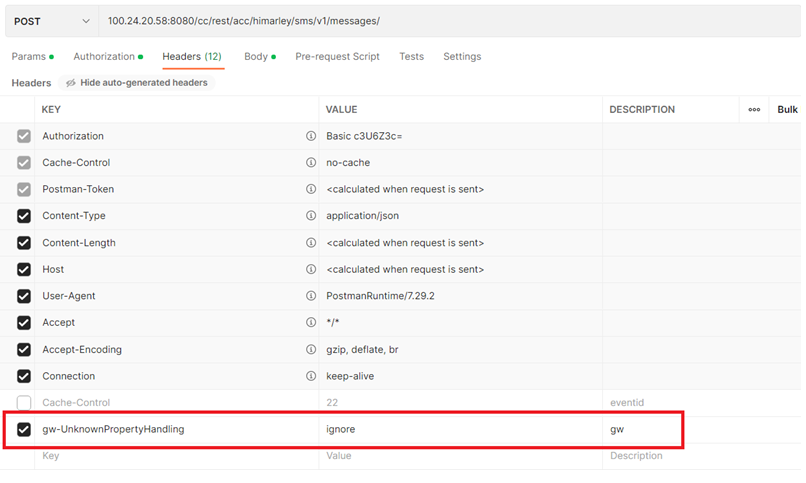 POST 100.24.20.58:8080/cc/rest/acc/himarley/sms/v1/messages/
Params Authorization Headers (12) Body Pre-request Script Tests Settings
Headers Hide auto-generated headers
KEY VALUE DESCRIPTION ooo Bulk
Authorization Basic c3U6Z3c=
Cache-Control no-cache
Postman-Token <calculated when request is sent>
Content-Type application/json
Content-Length <calculated when request is sent>
Host <calculated when request is sent>
User-Agent PostmanRuntime/7.29.2
Accept */*
Accept-Encoding gzip, deflate, br
Connection keep-alive
Cache-Control 22 eventid
gw-UnknownPropertyHandling ignore gw
Key Value Description